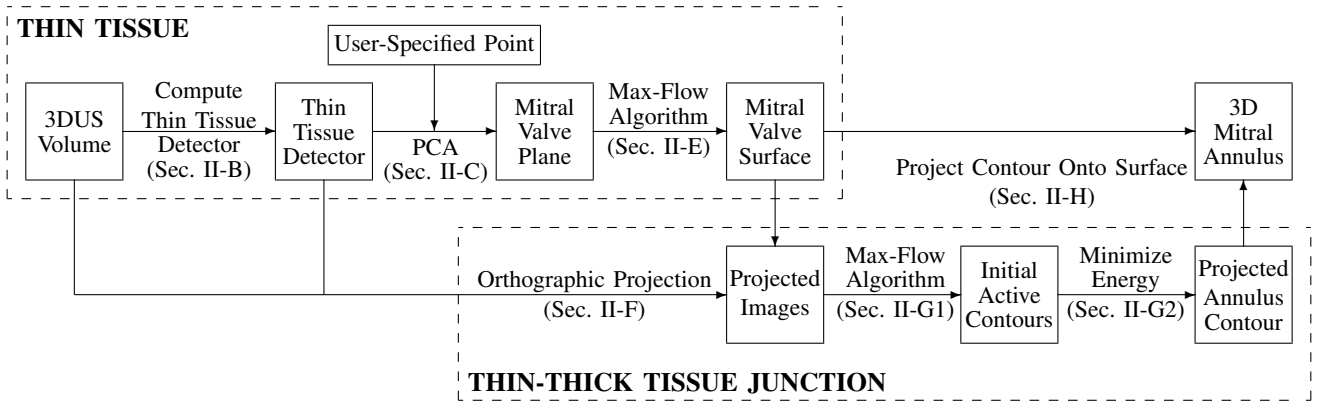 THIN TISSUE
User-Specified Point
3DUS
Volume
Compute
Thin Tissue
Detector
(Sec. II-B)
Thin
Tissue
Detector
PCA
(Sec. II-C)
Mitral
Valve
Plane
Max-Flow
Algorithm
(Sec. II-E)
Mitral
Valve
Surface
Project Contour Onto Surface
(Sec. II-H)
3D
Mitral
Annulus
Orthographic Projection
(Sec. II-F)
Projected
Images
Max-Flow
Algorithm
(Sec. II-G1)
Initial
Active
Contours
Minimize
Energy
(Sec. II-G2)
Projected
Annulus
Contour
THIN-THICK TISSUE JUNCTION